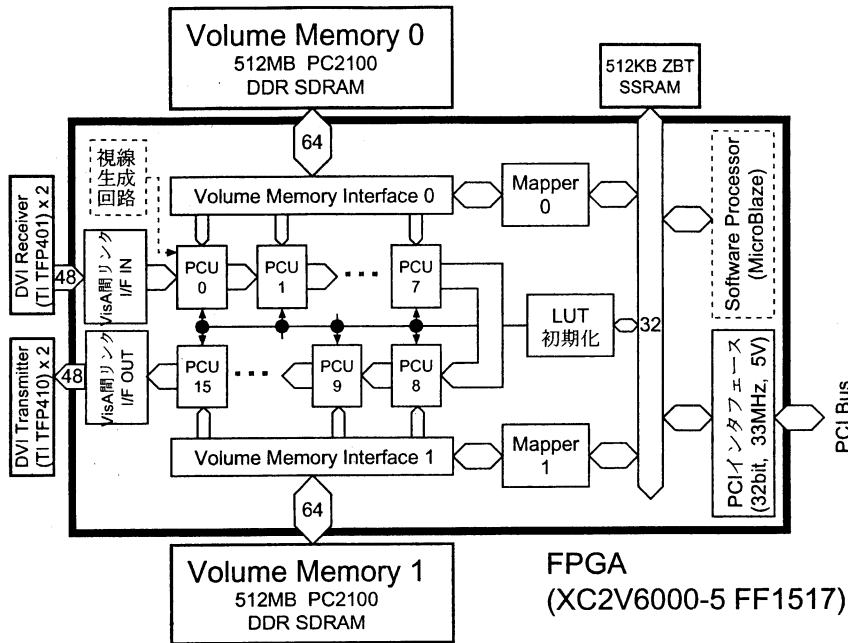 Volume Memory 0
512MB PC2100
DDR SDRAM
512KB ZBT
SSRAM
64
視線
生成
回路
Volume Memory Interface 0
Mapper
0
DVI Receiver
(TI TFP401) x 2
48
VisA間リンク
I/F IN
PCU
0
PCU
1
PCU
7
LUT
初期化
32
Software Processor
(MicroBlaze)
DVI Transmitter
(TI TFP410) x 2
48
VisA間リンク
I/F OUT
PCU
15
PCU
9
PCU
8
Volume Memory Interface 1
Mapper
1
PCIインタフェース
(32bit, 33MHz, 5V)
PCI Bus
64
Volume Memory 1
512MB PC2100
DDR SDRAM
FPGA
(XC2V6000-5 FF1517)